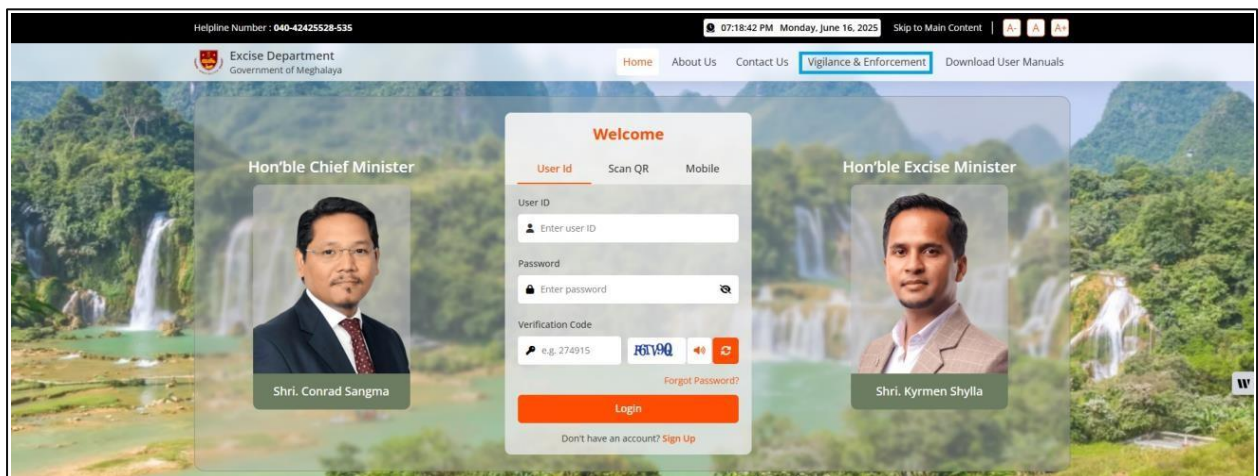 Helpline Number : 040-42425528-535
07:18:42 PM Monday, June 16, 2025 Skip to Main Content | A- A A+
Excise Department
Government of Meghalaya
Home About Us Contact Us Vigilance & Enforcement Download User Manuals
Welcome
User Id Scan QR Mobile
Hon'ble Chief Minister
Hon'ble Excise Minister
User ID
Enter user ID
Password
Enter password
Verification Code
e.g. 274915
Forgot Password?
Shri. Conrad Sangma
Shri. Kyrmen Shylla
Login
Don't have an account? Sign Up
W